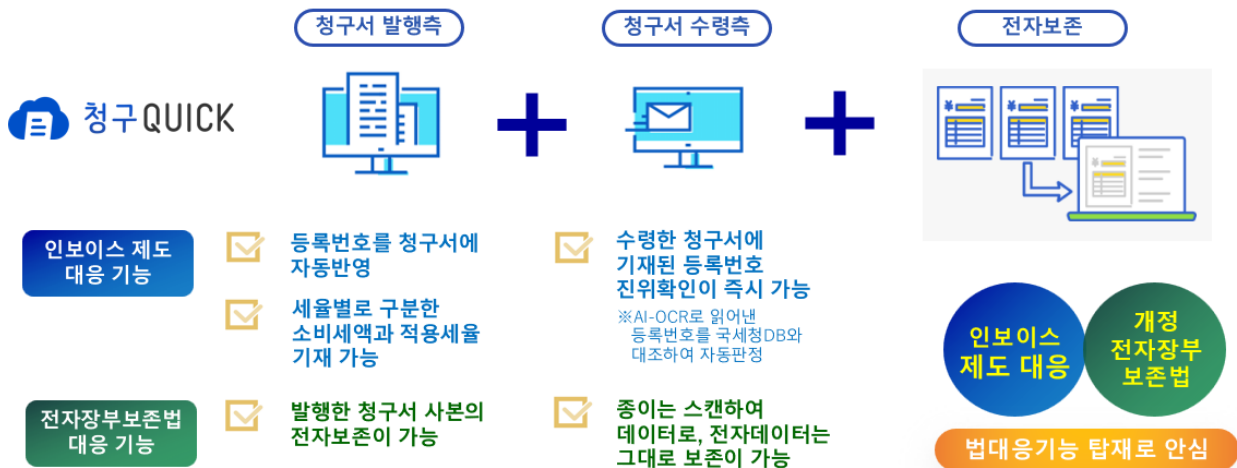 청구서 발행측
청구서 수령측
전자보존
청구QUICK
인보이스 제도
대응 기능
등록번호를 청구서에
자동반영
세율별로 구분한
소비세액과 적용세율
기재 가능
수령한 청구서에
기재된 등록번호
진위확인이 즉시 가능
※AI-OCR로 읽어낸
등록번호를 국세청DB와
대조하여 자동판정
전자장부보존법
대응 기능
발행한 청구서 사본의
전자보존이 가능
종이는 스캔하여
데이터로, 전자데이터는
그대로 보존이 가능
¥
¥
¥
¥
인보이스
제도 대응
개정
전자장부
보존법
법대응기능 탑재로 안심